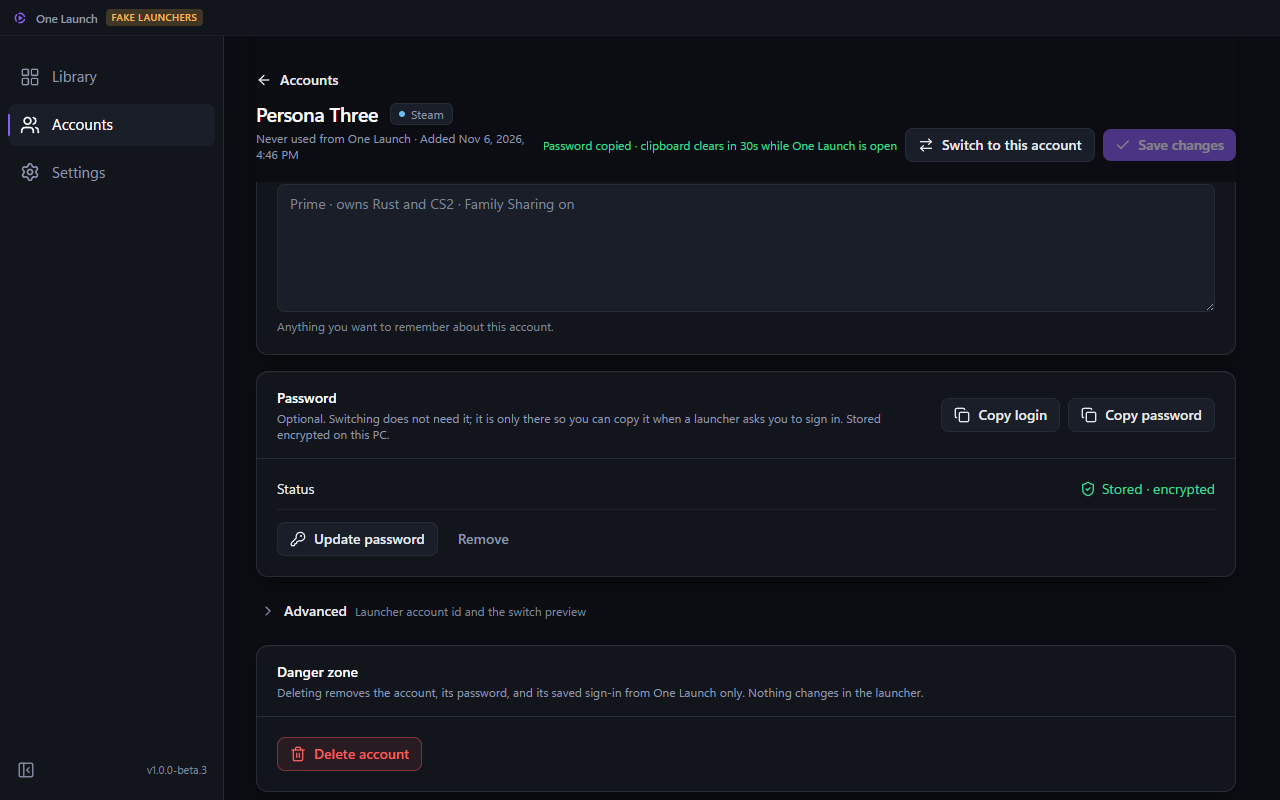 One Launch FAKE LAUNCHERS
Library
Accounts
Settings
Accounts
Persona Three Steam
Never used from One Launch · Added Nov 6, 2026,
4:46 PM
Password copied · clipboard clears in 30s while One Launch is open
Switch to this account
Save changes
Prime · owns Rust and CS2 · Family Sharing on
Anything you want to remember about this account.
Password
Optional. Switching does not need it; it is only there so you can copy it when a launcher asks you to sign in. Stored
encrypted on this PC.
Copy login
Copy password
Status
Stored · encrypted
Update password
Remove
Advanced Launcher account id and the switch preview
Danger zone
Deleting removes the account, its password, and its saved sign-in from One Launch only. Nothing changes in the launcher.
Delete account
v1.0.0-beta.3